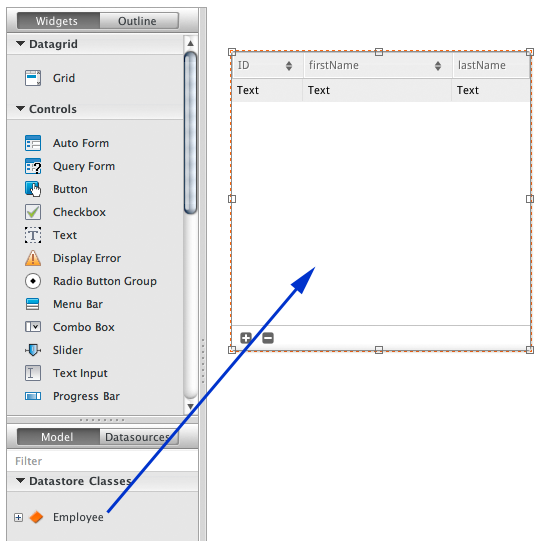 Widgets Outline
Datagrid
Grid
Controls
Auto Form
Query Form
Button
Checkbox
T Text
Display Error
Radio Button Group
Menu Bar
Combo Box
Slider
Text Input
Progress Bar
Model Datasources
Filter
Datastore Classes
Employee
ID firstName lastName
Text Text Text